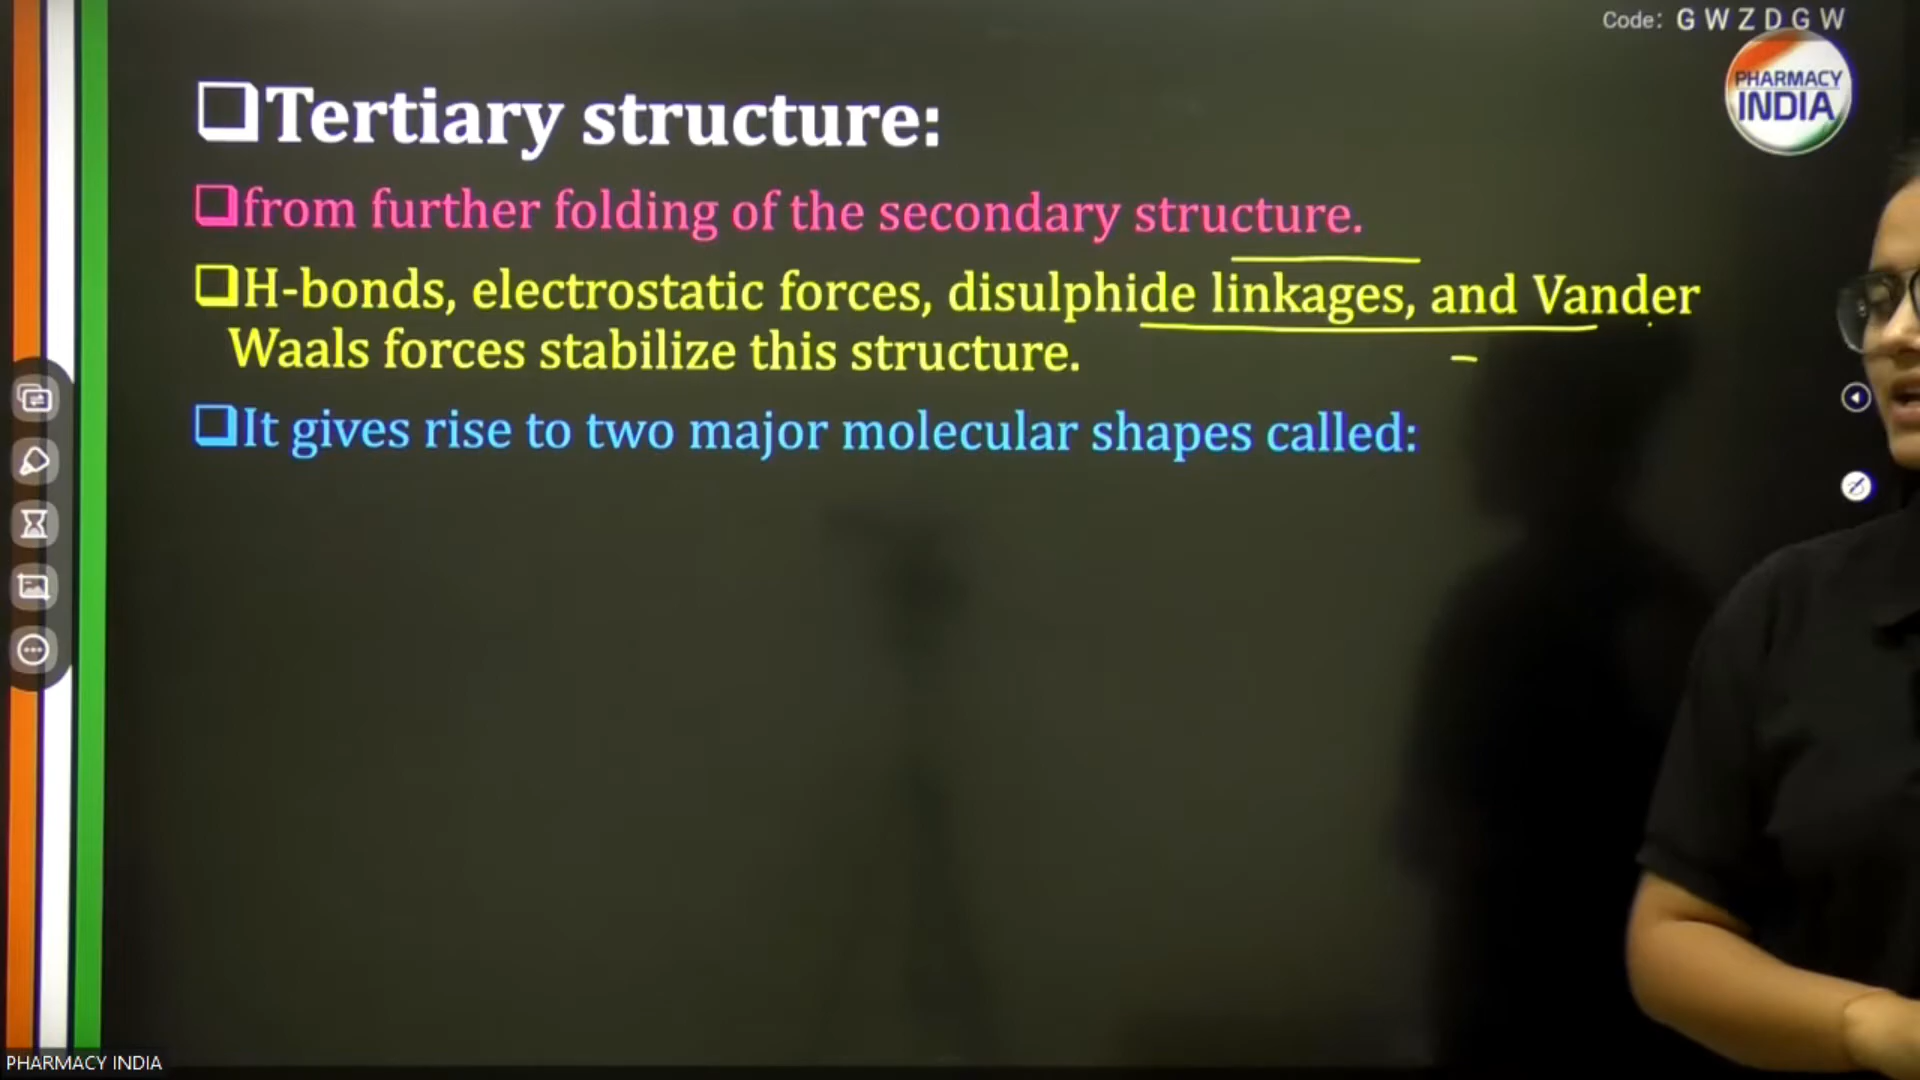 Code: G W Z D G W
PHARMACY
INDIA
Tertiary structure:
from further folding of the secondary structure.
H-bonds, electrostatic forces, disulphide linkages, and Vander
Waals forces stabilize this structure.
It gives rise to two major molecular shapes called:
PHARMACY INDIA